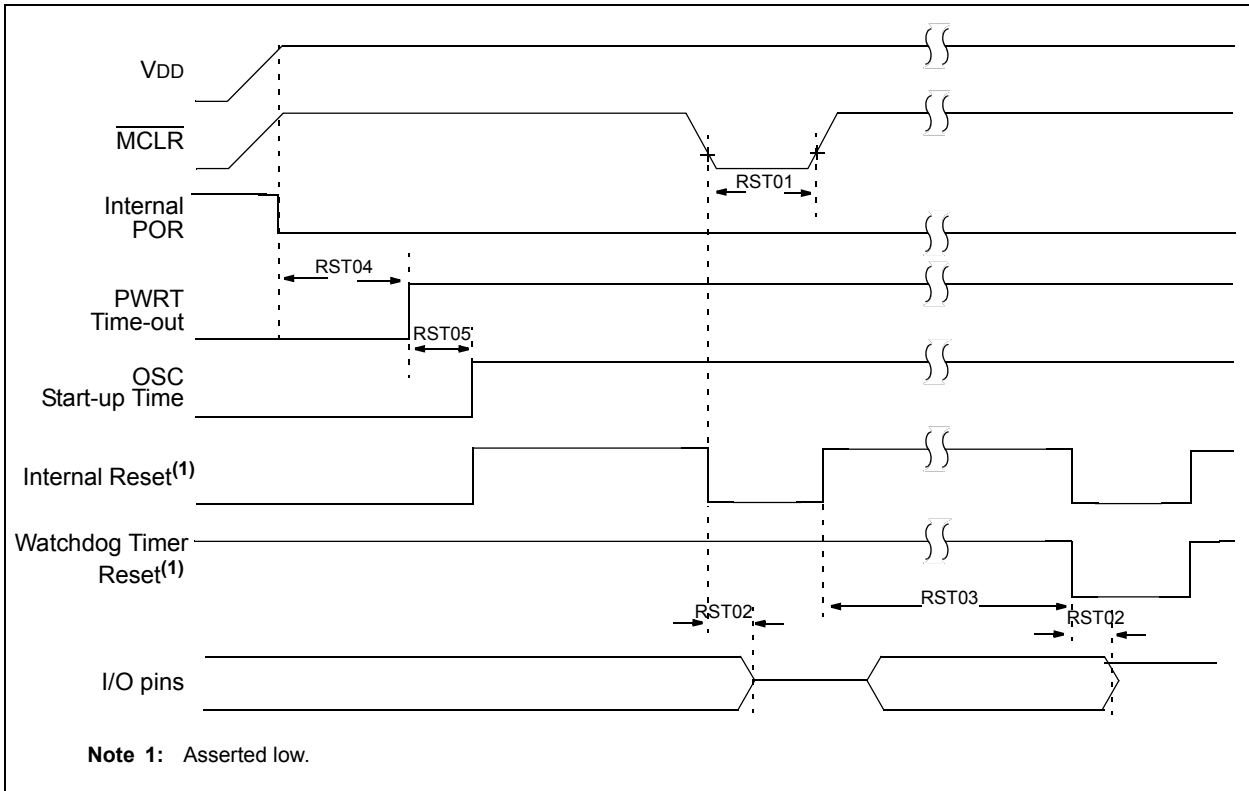 VDD
MCLR
RST01
Internal
POR
RST04
PWRT
Time-out
RST05
OSC
Start-up Time
Internal Reset(1)
Watchdog Timer
Reset(1)
RST03
RST02
RST02
I/O pins
Note 1: Asserted low.